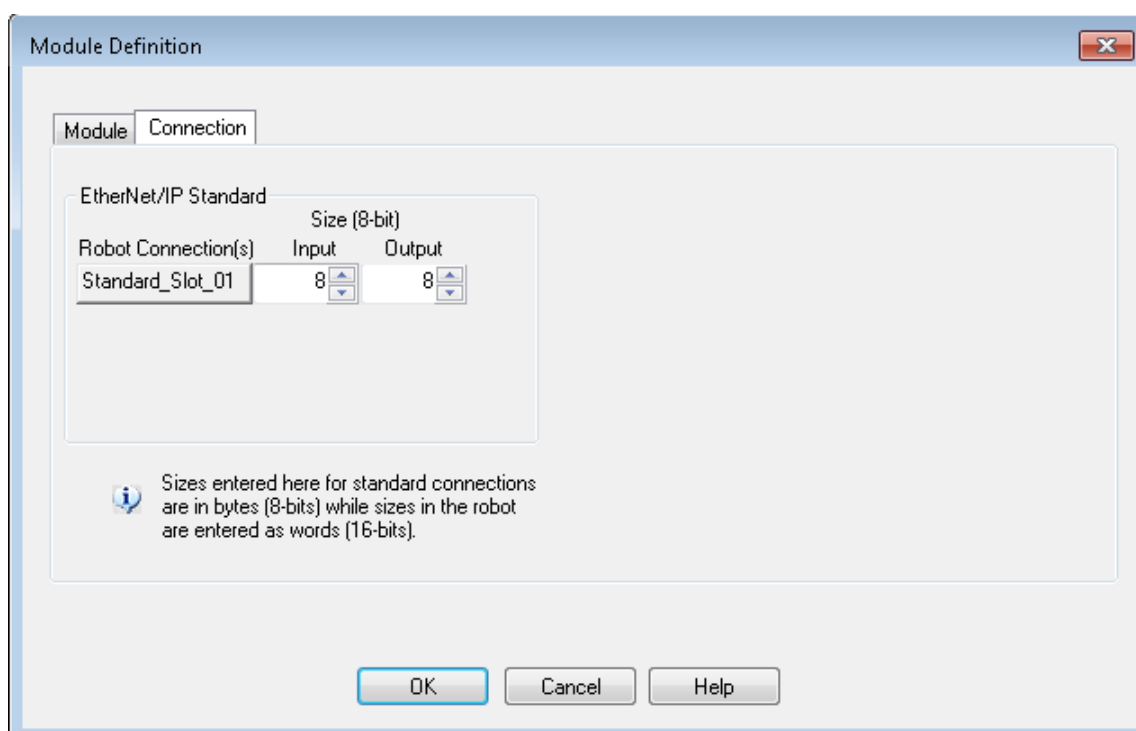 Module Definition
Module Connection
EtherNet/IP Standard
Size (8-bit)
Robot Connection(s) Input Output
Standard_Slot_01 8 8
Sizes entered here for standard connections
are in bytes (8-bits) while sizes in the robot
are entered as words (16-bits).
OK Cancel Help